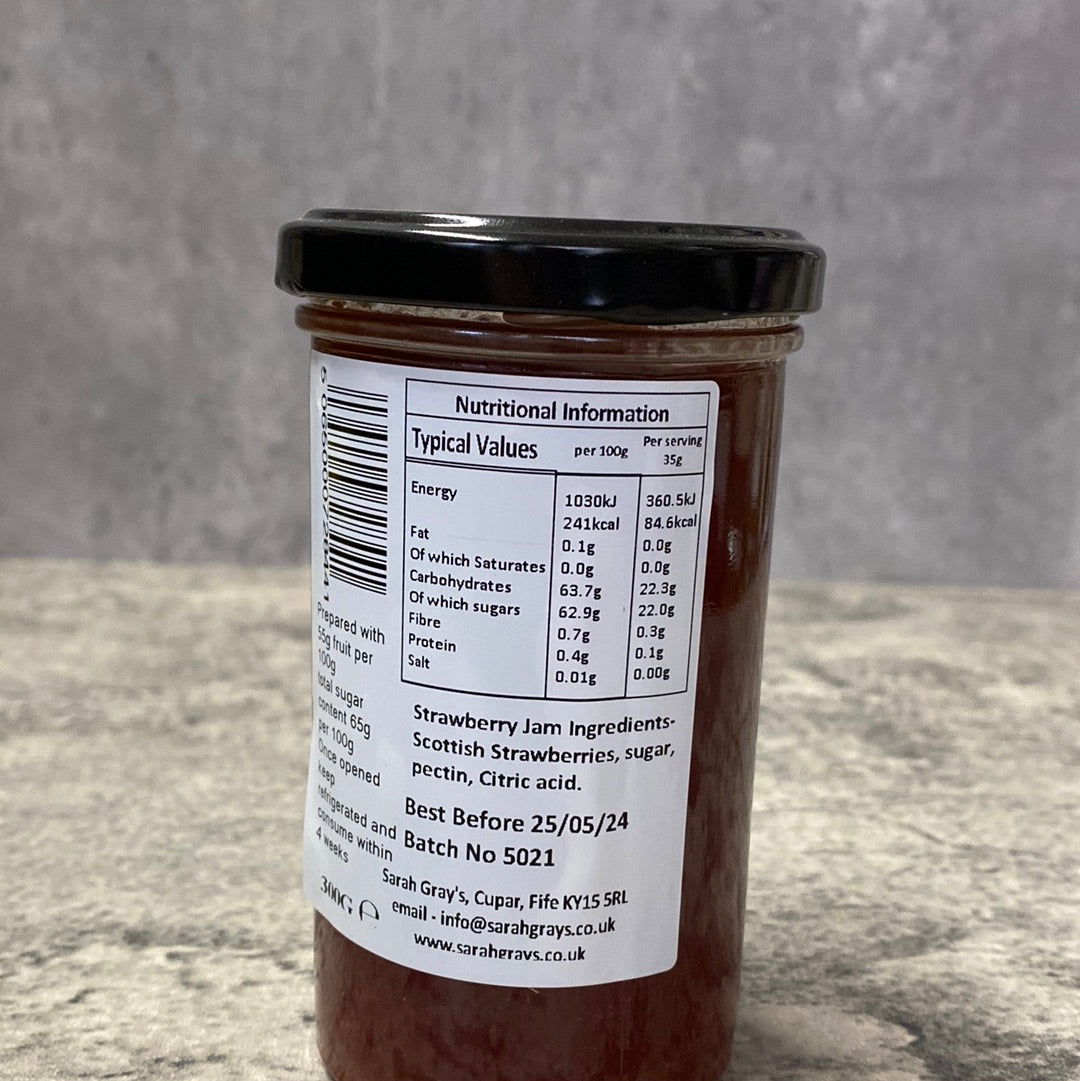 Nutritional Information
Typical Values per 100g Per serving 35g
Energy 1030kJ 360.5kJ
241kcal 84.6kcal
Fat 0.1g 0.0g
Of which Saturates 0.0g 0.0g
Carbohydrates 63.7g 22.3g
Of which sugars 62.9g 22.0g
Fibre 0.7g 0.3g
Protein 0.4g 0.1g
Salt 0.01g 0.00g
Strawberry Jam Ingredients-
Scottish Strawberries, sugar,
pectin, Citric acid.
Best Before 25/05/24
Batch No 5021
Sarah Gray's, Cupar, Fife KY15 5RL
email - info@sarahgrays.co.uk
www.sarahgrays.co.uk
Prepared with
55g fruit per
100g
total sugar
content 65g
per 100g
Once opened
keep
refrigerated and
consume within
4 weeks
300G e